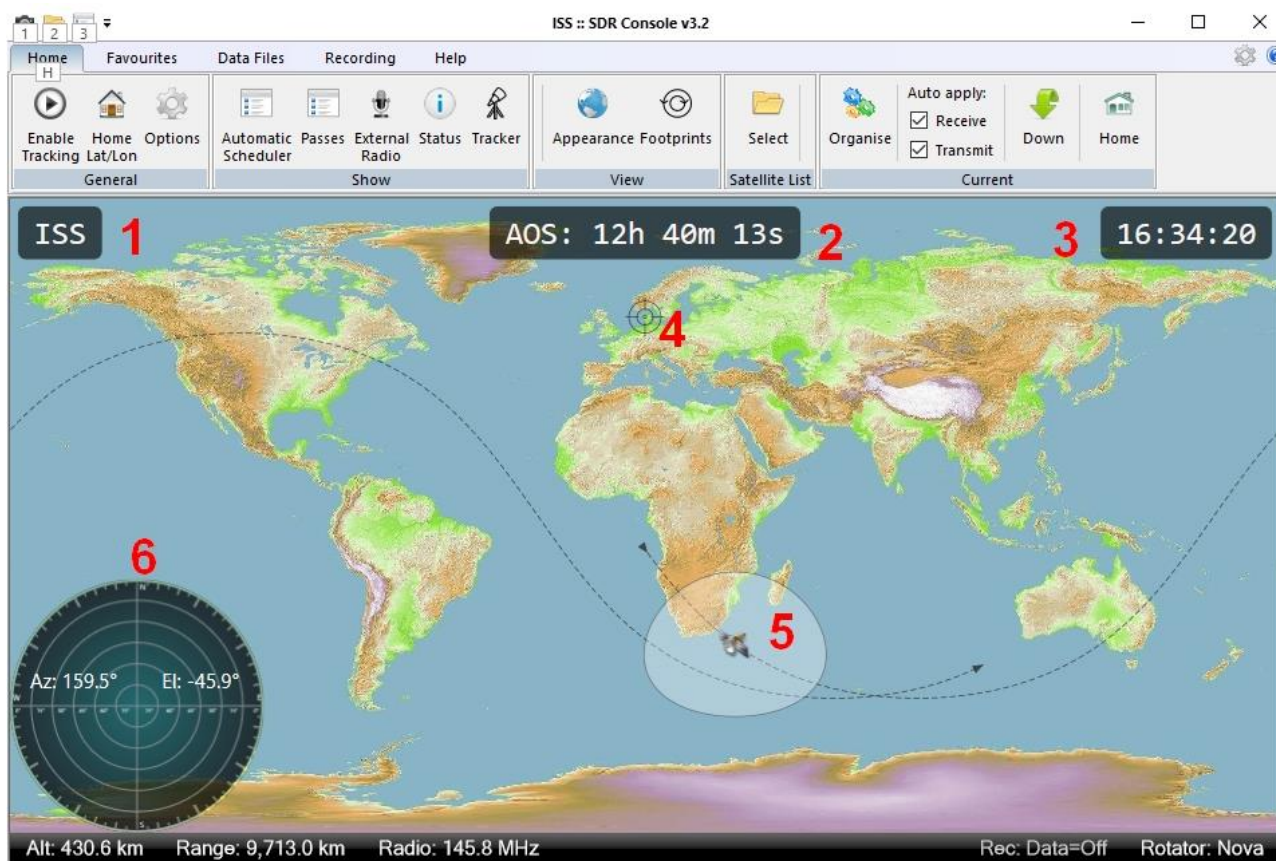 ISS :: SDR Console v3.2
1 2 3
Home Favourites Data Files Recording Help
H
Enable Tracking Home Lat/Lon Options
General
Automatic Scheduler Passes External Radio Status Tracker
Show
Appearance Footprints
View
Select
Satellite List
Organise
Auto apply:
Receive
Transmit
Down
Home
Current
ISS 1 AOS: 12h 40m 13s 2 3 16:34:20
4
5
6
N
Az: 159.5° El: -45.9°
S
Alt: 430.6 km Range: 9,713.0 km Radio: 145.8 MHz Rec: Data=Off Rotator: Nova